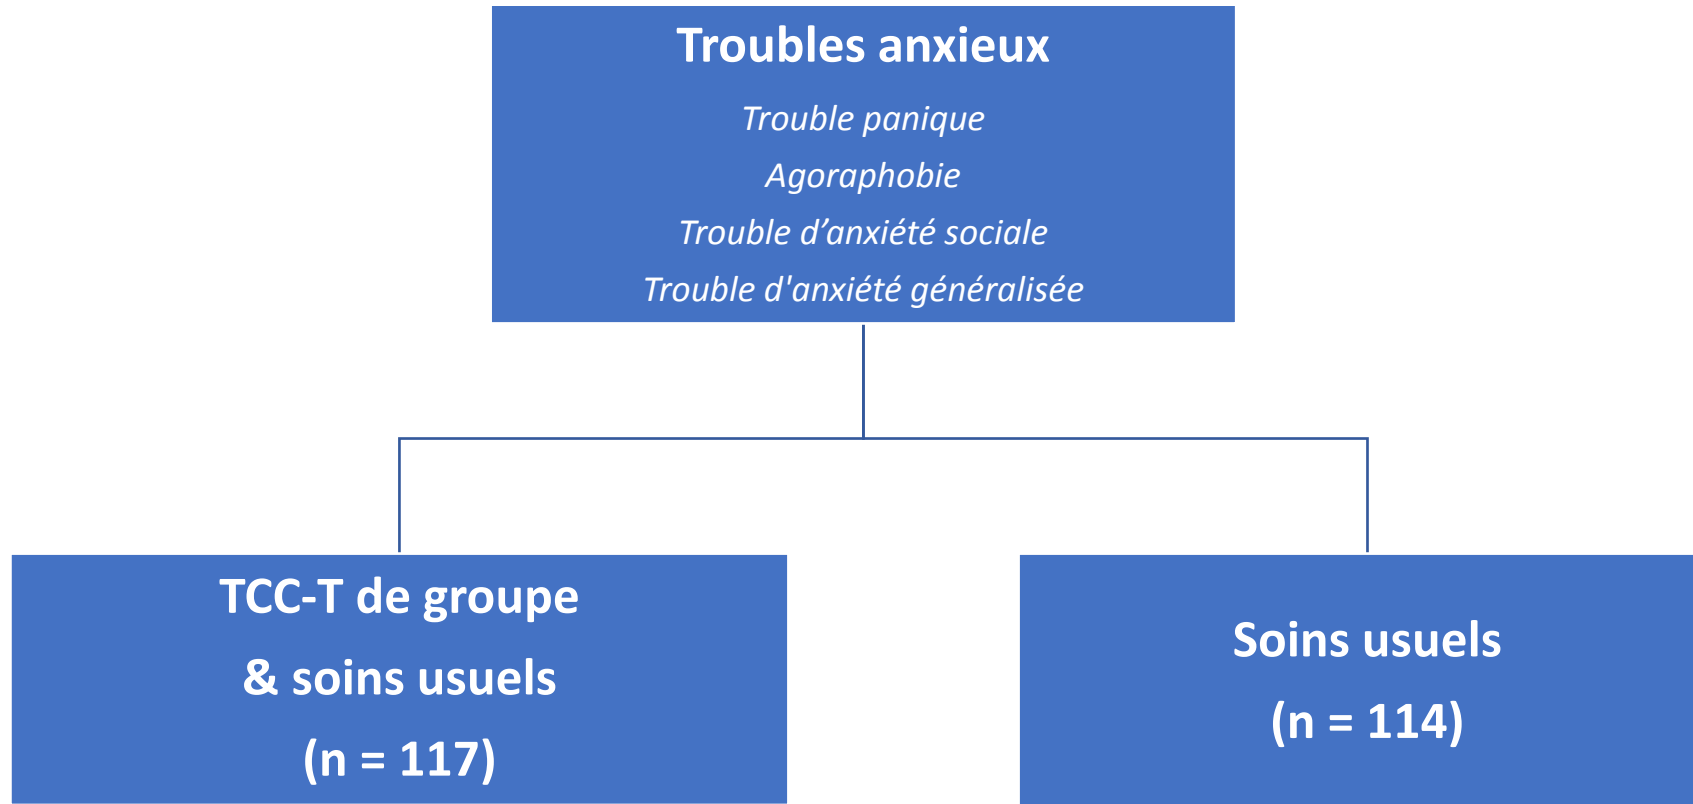 Troubles anxieux
Trouble panique
Agoraphobie
Trouble d’anxiété sociale
Trouble d'anxiété généralisée
TCC-T de groupe
& soins usuels
(n = 117)
Soins usuels
(n = 114)